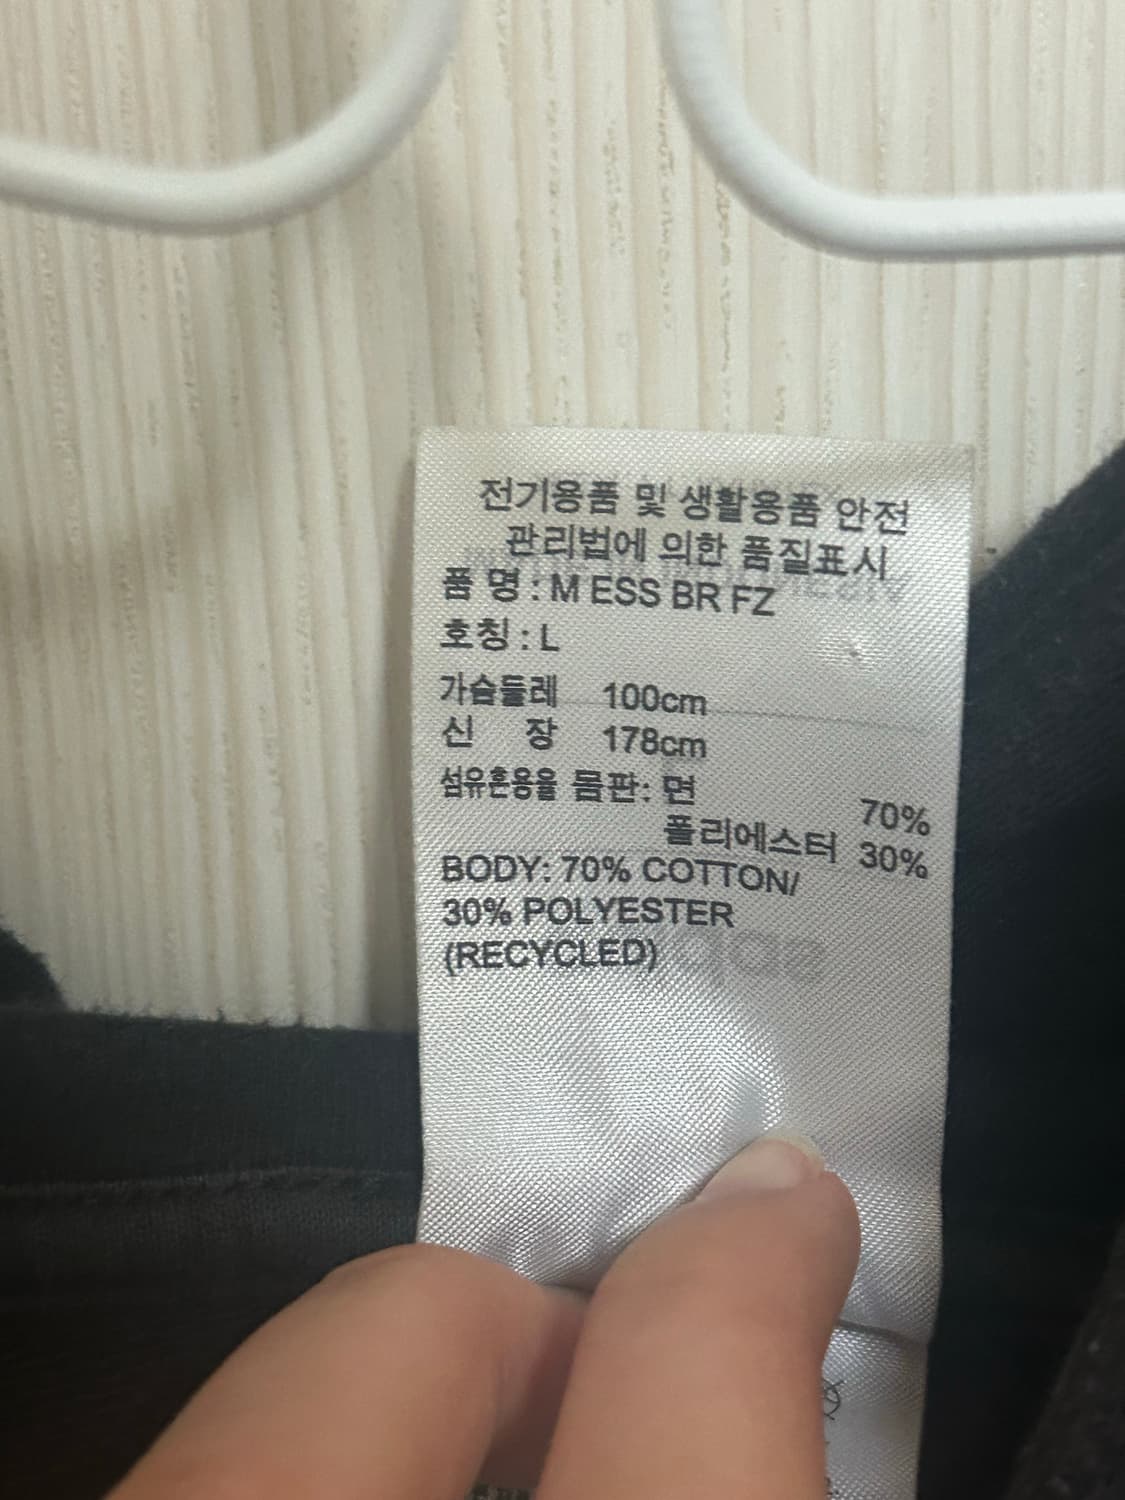 전기용품 및 생활용품 안전
관리법에 의한 품질표시
품 명 : M ESS BR FZ
호칭 : L
가슴둘레 100cm
신 장 178cm
섬유혼용율 몸판: 면 70%
폴리에스터 30%
BODY: 70% COTTON/
30% POLYESTER
(RECYCLED)